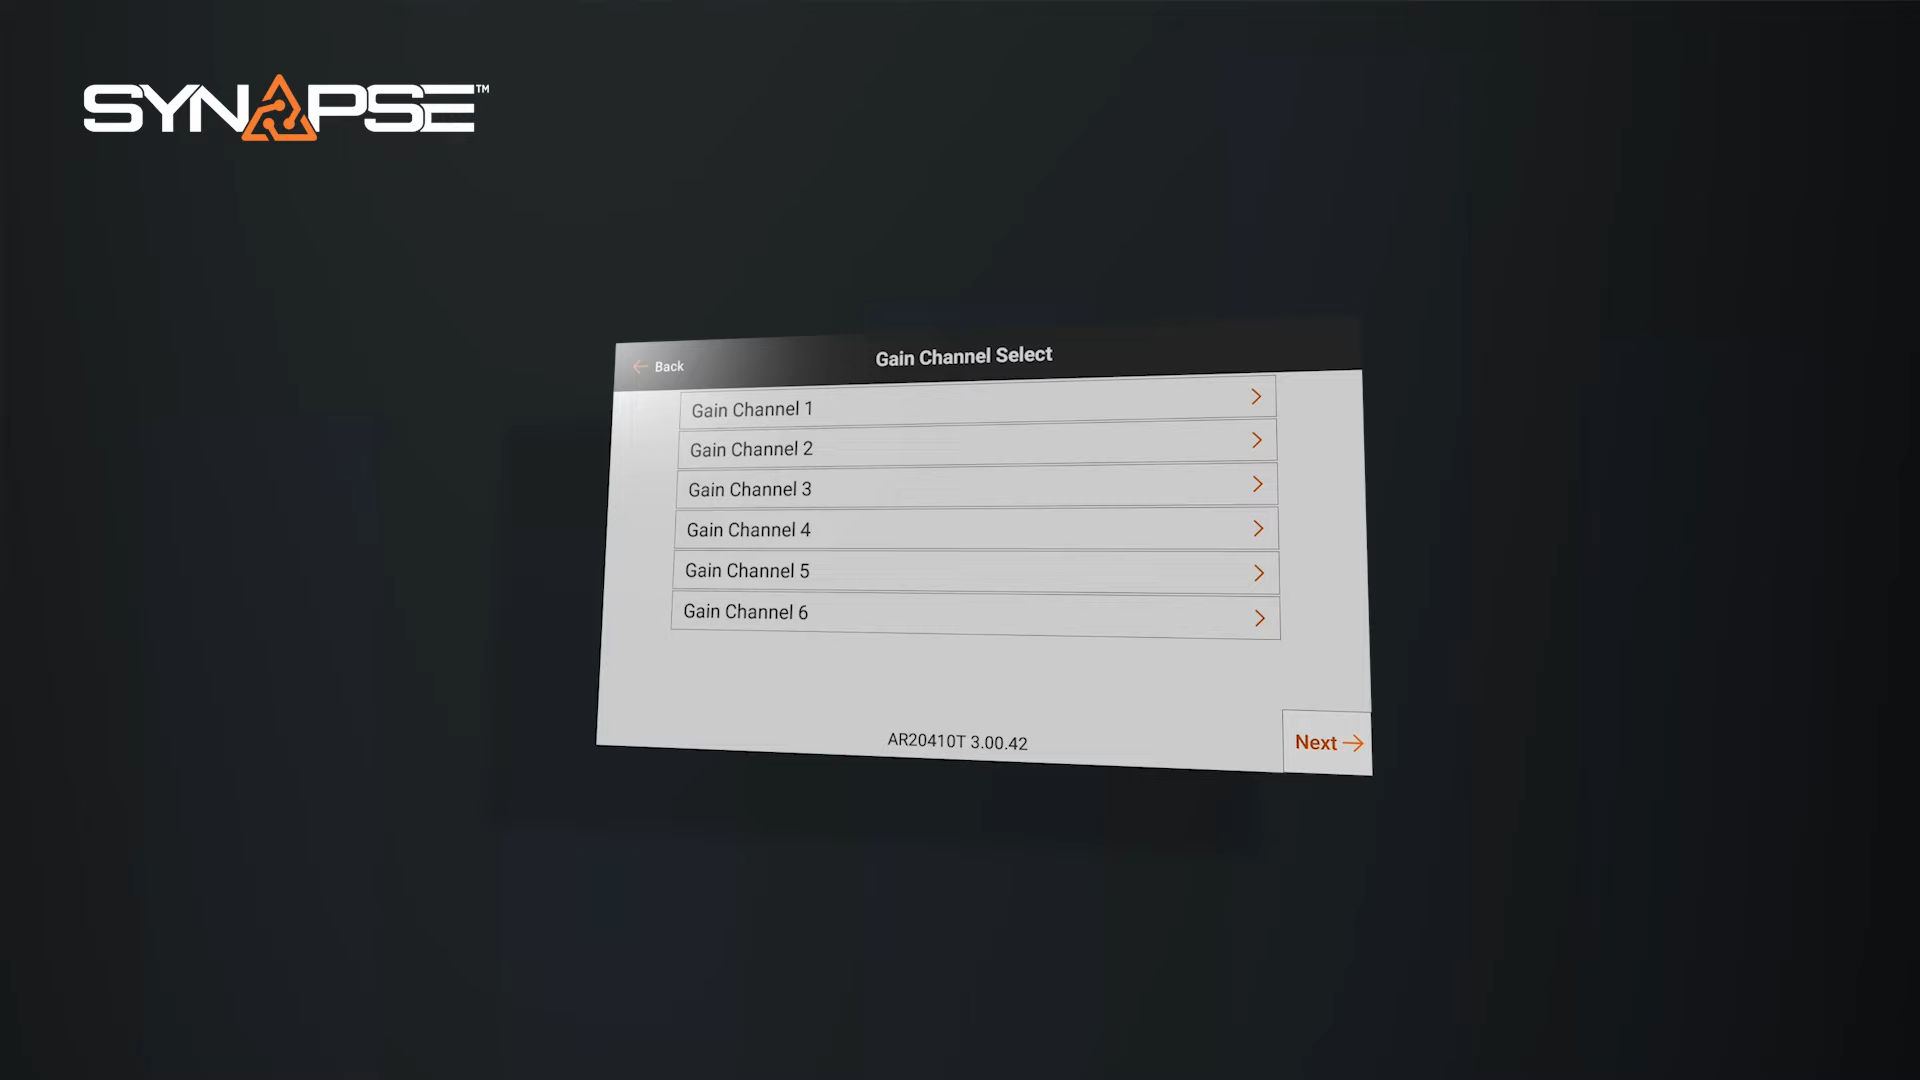 SYNAPSE™
Back
Gain Channel Select
Gain Channel 1
Gain Channel 2
Gain Channel 3
Gain Channel 4
Gain Channel 5
Gain Channel 6
AR20410T 3.00.42
Next